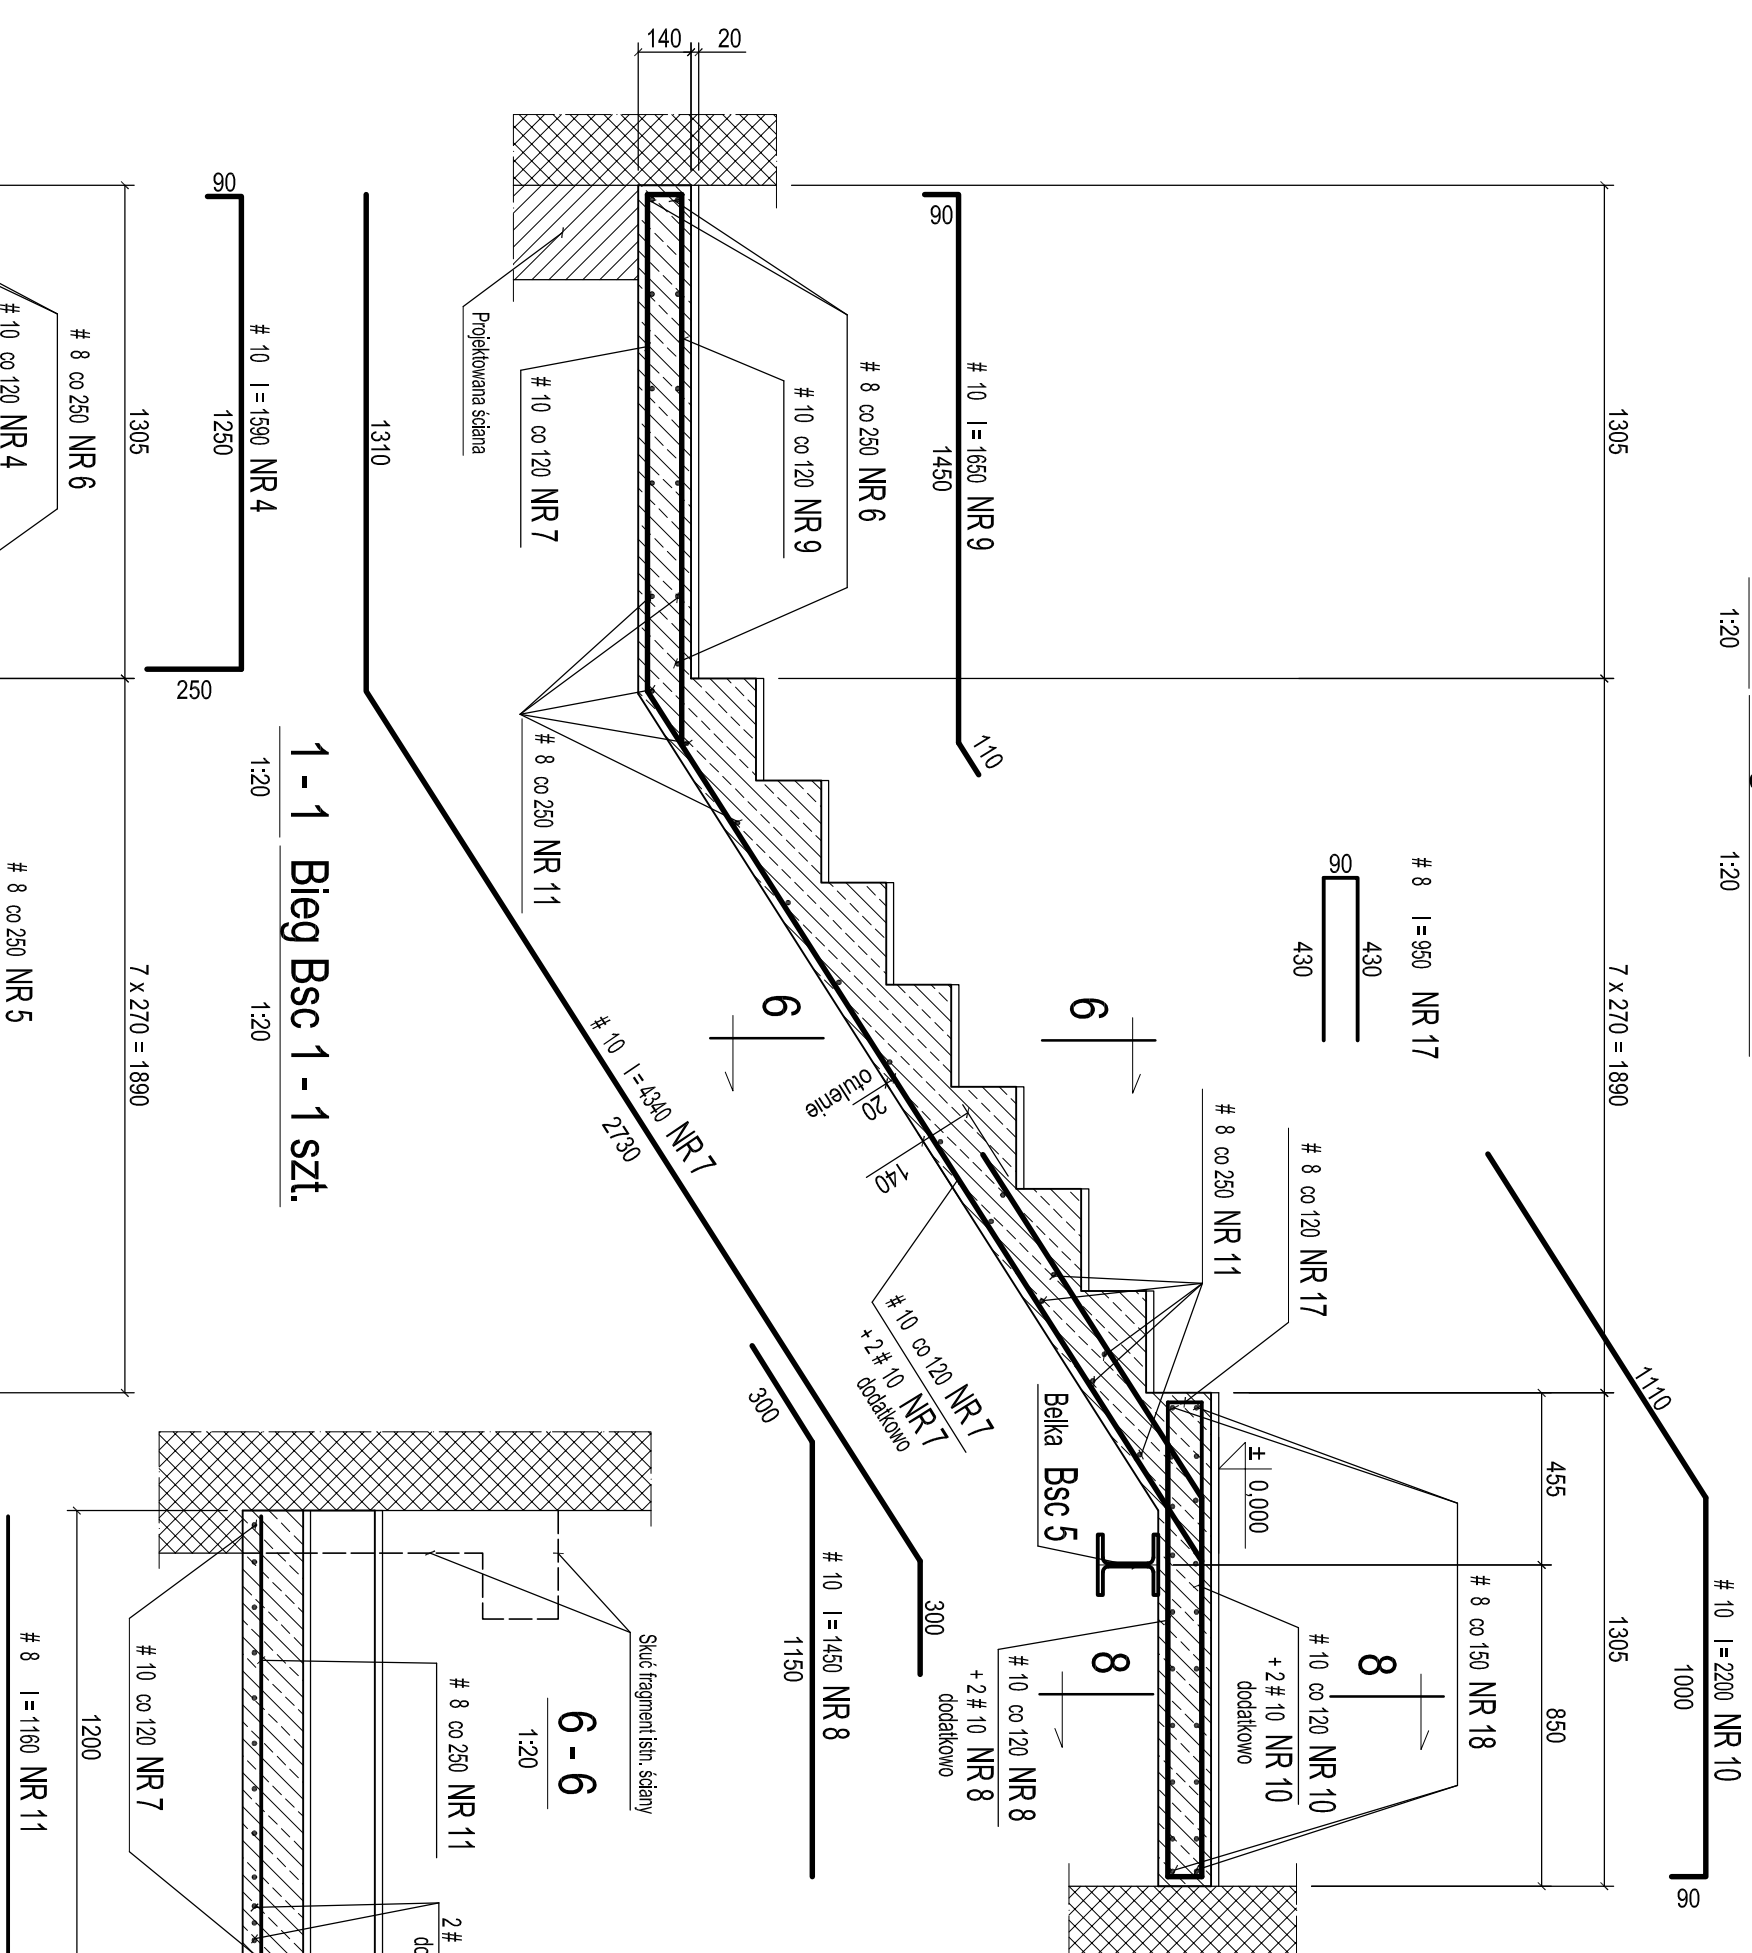 140
20
90
1305
# 10 l = 1650 NR 9
1450
90
110
1:20
1:20
# 8 co 250 NR 6
# 10 co 120 NR 9
# 10 co 120 NR 7
Projektowana ściana
1310
90
# 10 l = 1590 NR 4
1250
250
1305
# 8 co 250 NR 6
# 10 co 120 NR 4
# 8 co 250 NR 11
1 - 1 Bieg Bsc 1 - 1 szt.
1:20
1:20
7 x 270 = 1890
# 8 co 250 NR 5
# 8 l = 950 NR 17
90
430
430
7 x 270 = 1890
6
6
# 10 l = 4340 NR 7
2730
20
otulenie
140
# 8 co 250 NR 11
# 8 co 120 NR 17
# 10 co 120 NR 7
+ 2 # 10 NR 7
dodatkowo
Belka Bsc 5
± 0,000
455
1110
1305
850
# 10 l = 2200 NR 10
1000
90
# 8 co 150 NR 18
8
8
# 10 co 120 NR 10
+ 2 # 10 NR 10
dodatkowo
# 10 co 120 NR 8
+ 2 # 10 NR 8
dodatkowo
300
300
# 10 l = 1450 NR 8
1150
Skuć fragment istn. ściany
6 - 6
1:20
# 8 co 250 NR 11
# 10 co 120 NR 7
1200
# 8 l = 1160 NR 11
2 #